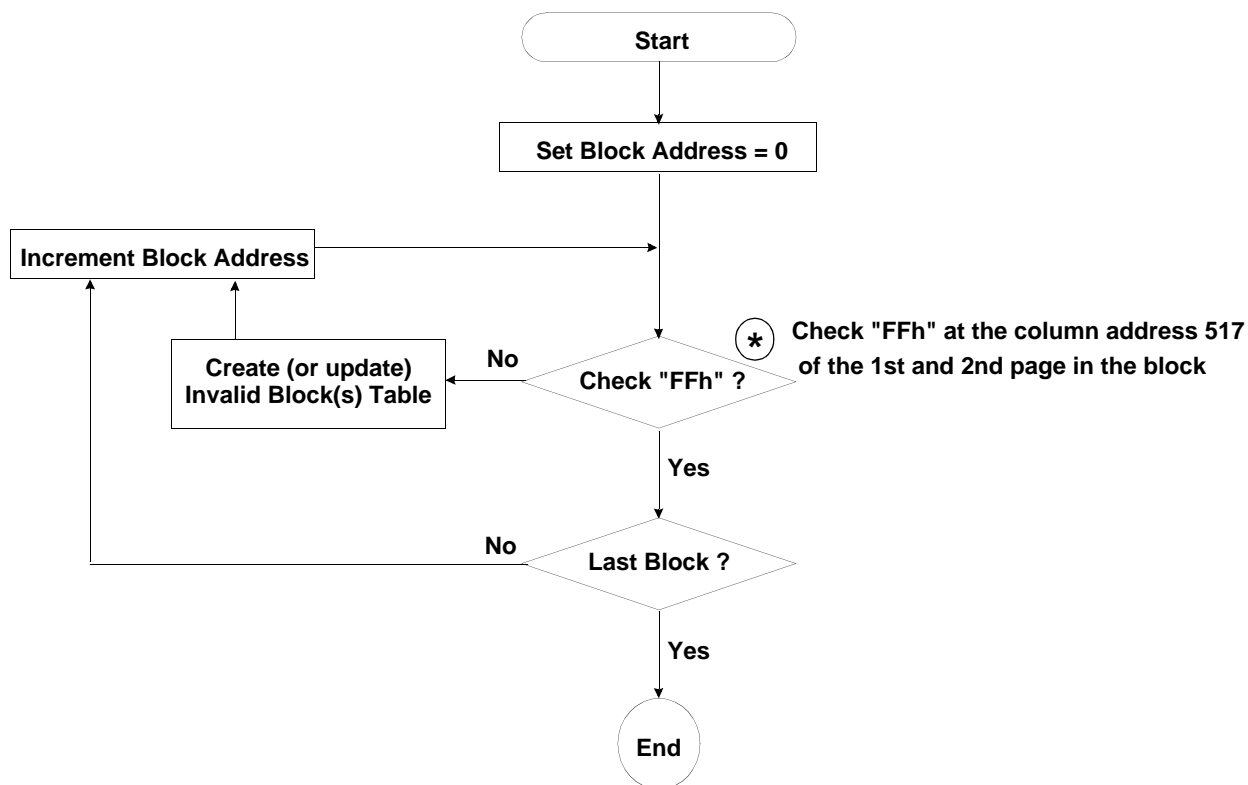 Start
Set Block Address = 0
Increment Block Address
* Check "FFh" at the column address 517
of the 1st and 2nd page in the block
No
Create (or update)
Invalid Block(s) Table
Check "FFh" ?
Yes
No
Last Block ?
Yes
End